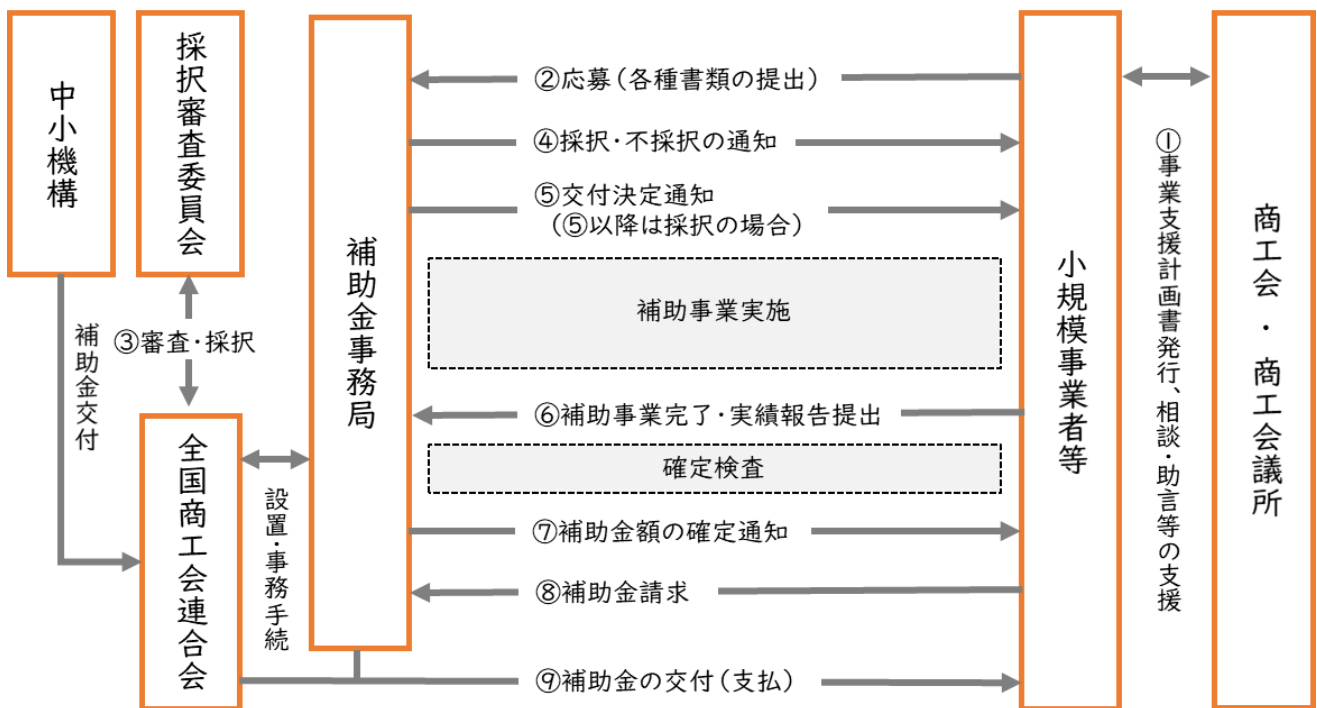 中小機構
採択審査委員会
補助金事務局
小規模事業者等
商工会・商工会議所
②応募(各種書類の提出)
④採択・不採択の通知
①事業支援計画書発行、相談・助言等の支援
⑤交付決定通知
(⑤以降は採択の場合)
補助事業実施
③審査・採択
補助金交付
⑥補助事業完了・実績報告提出
全国商工会連合会
設置・事務手続
確定検査
⑦補助金額の確定通知
⑧補助金請求
⑨補助金の交付(支払)